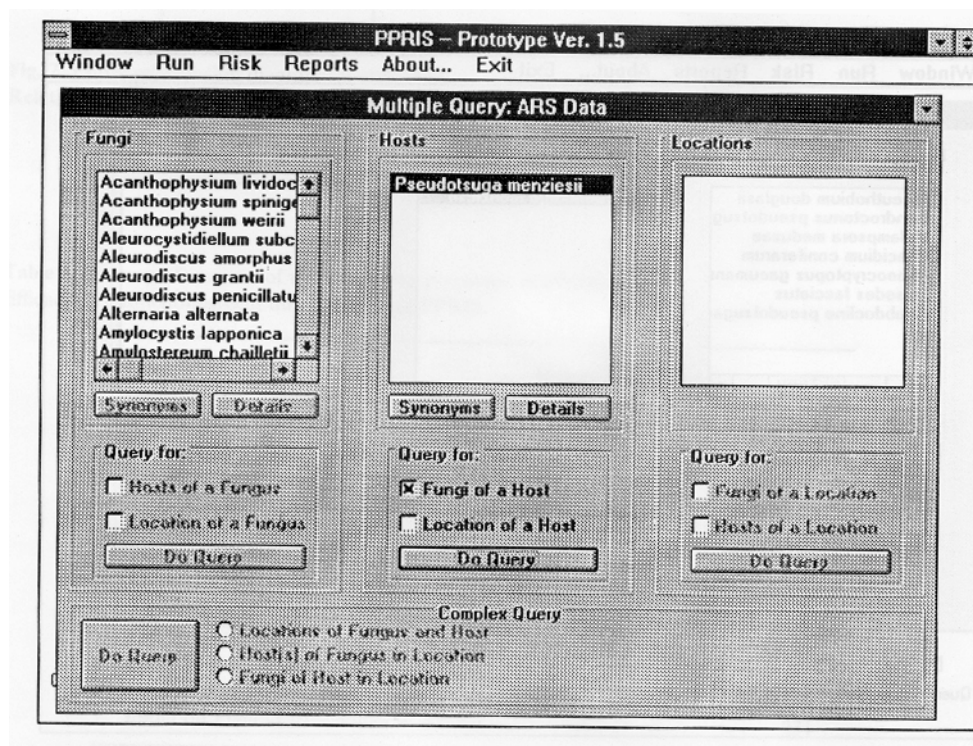 PPRIS – Prototype Ver. 1.5
Window Run Risk Reports About... Exit
Multiple Query: ARS Data
Fungi
Acanthophysium lividoc
Acanthophysium spinige
Acanthophysium weirii
Aleurocystidiellum subc
Aleurodiscus amorphus
Aleurodiscus grantii
Aleurodiscus penicillatu
Alternaria alternata
Amylocystis lapponica
Amylostereum chailletii
Synonyms Details
Query for:
Hosts of a Fungus
Location of a Fungus
Do Query
Hosts
Pseudotsuga menziesii
Synonyms Details
Query for:
Fungi of a Host
Location of a Host
Do Query
Locations
Query for:
Fungi of a Location
Hosts of a Location
Do Query
Complex Query
Do Query
Locations of Fungus and Host
Host(s) of Fungus in Location
Fungi of Host in Location